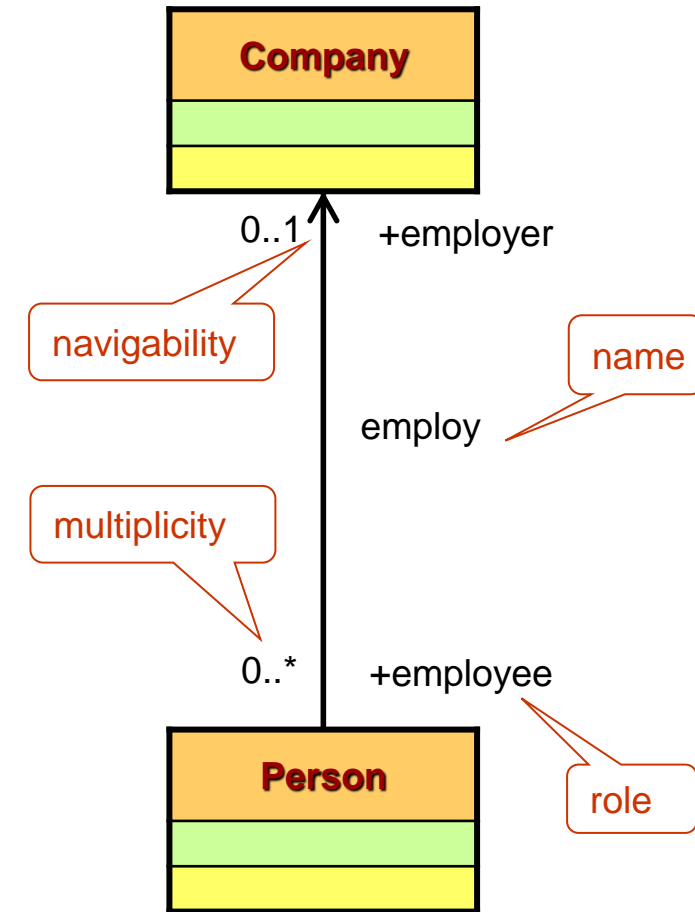 Company
0..1
+employer
navigability
name
employ
multiplicity
0..*
+employee
Person
role